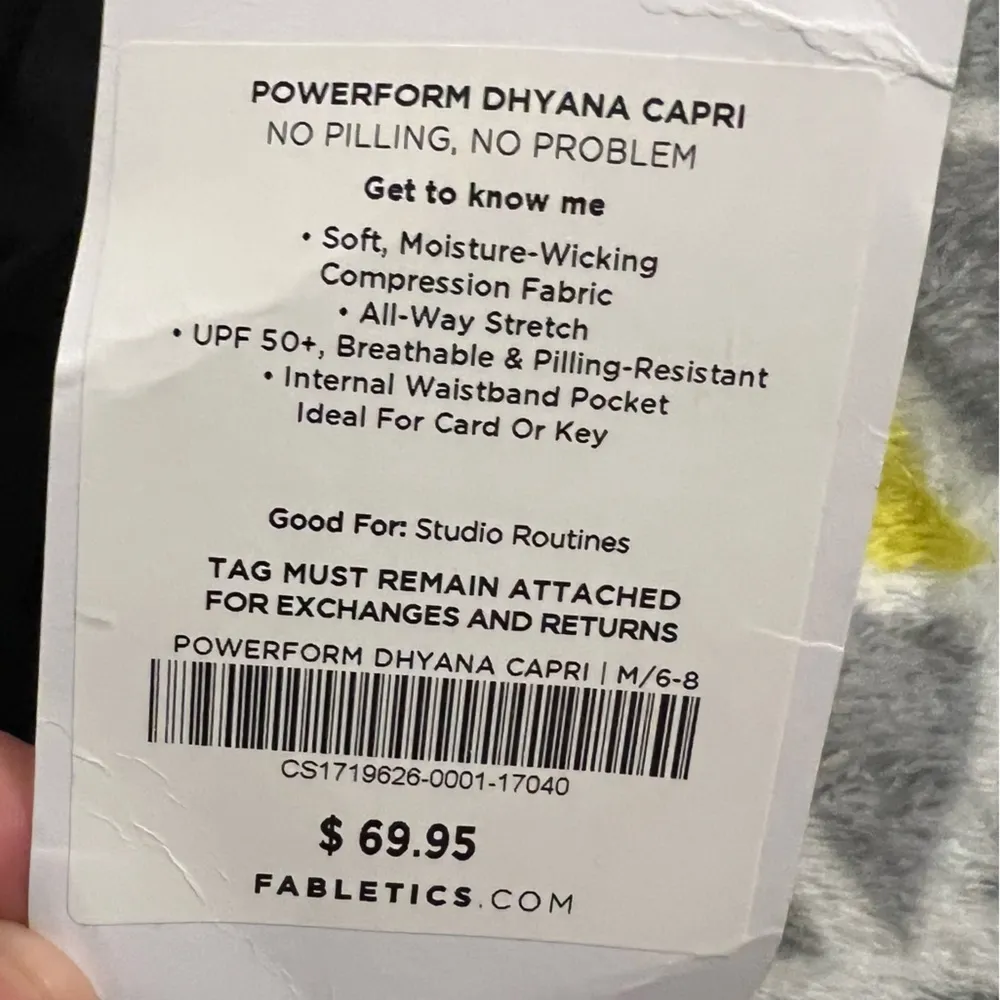 POWERFORM DHYANA CAPRI
NO PILLING, NO PROBLEM
Get to know me
• Soft, Moisture-Wicking
Compression Fabric
• All-Way Stretch
• UPF 50+, Breathable & Pilling-Resistant
• Internal Waistband Pocket
Ideal For Card Or Key
Good For: Studio Routines
TAG MUST REMAIN ATTACHED
FOR EXCHANGES AND RETURNS
POWERFORM DHYANA CAPRI | M/6-8
CS1719626-0001-17040
$ 69.95
FABLETICS.COM